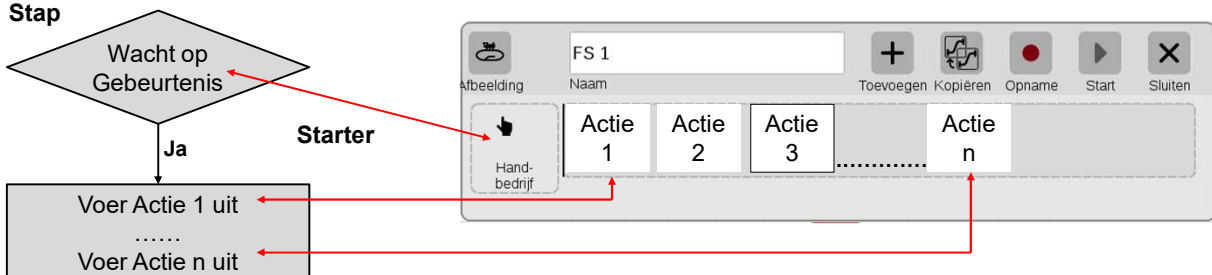 Stap
Wacht op
Gebeurtenis
Ja
Voer Actie 1 uit
......
Voer Actie n uit
Starter
FS 1
Afbeelding
Naam
Toevoegen
Kopiëren
Opname
Start
Sluiten
Hand-
bedrijf
Actie
1
Actie
2
Actie
3
............
Actie
n